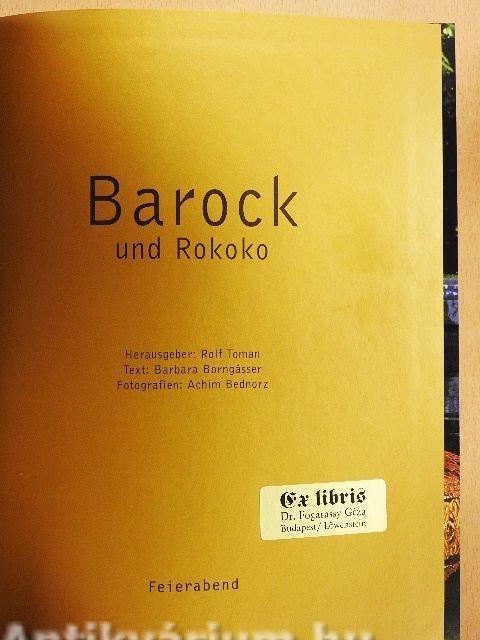 Barock
und Rokoko
Herausgeber: Rolf Toman
Text: Barbara Borngässer
Fotografien: Achim Bednorz
Ex libris
Dr. Fogarassy Géza
Budapest/ Löwenstein
Feierabend
Antikvárium.hu